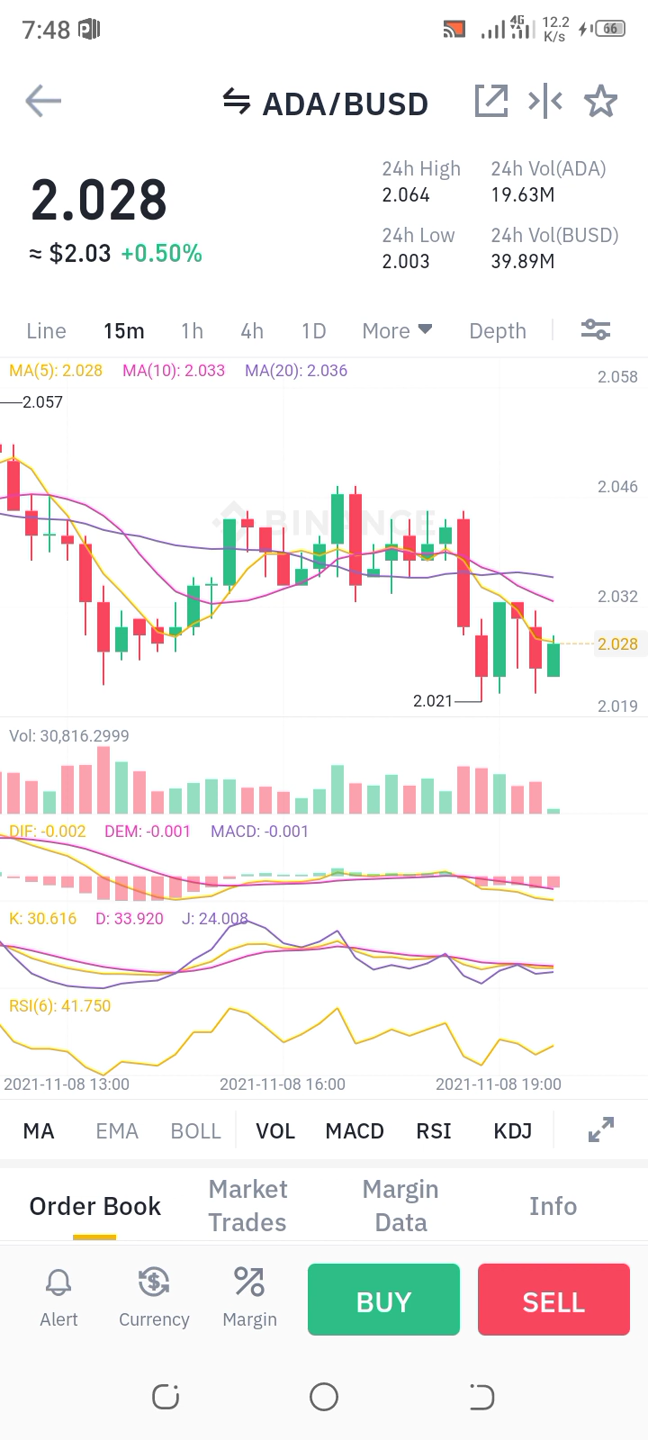 7:48
4G
12.2
K/s
66
ADA/BUSD
2.028
≈ $2.03 +0.50%
24h High
2.064
24h Vol(ADA)
19.63M
24h Low
2.003
24h Vol(BUSD)
39.89M
Line 15m 1h 4h 1D More Depth
MA(5): 2.028 MA(10): 2.033 MA(20): 2.036
2.058
2.057
2.046
BINANCE
2.032
2.028
2.021
2.019
Vol: 30,816.2999
DIF: -0.002 DEM: -0.001 MACD: -0.001
K: 30.616 D: 33.920 J: 24.008
RSI(6): 41.750
2021-11-08 13:00 2021-11-08 16:00 2021-11-08 19:00
MA EMA BOLL VOL MACD RSI KDJ
Order Book
Market
Trades
Margin
Data
Info
Alert Currency Margin
BUY
SELL